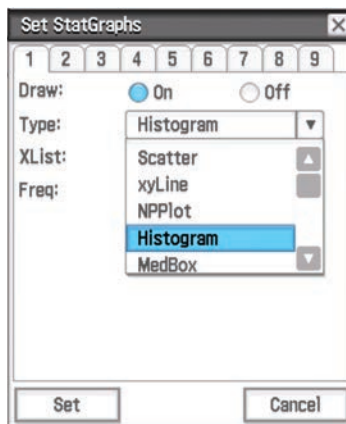 Set StatGraphs
1 2 3 4 5 6 7 8 9
Draw: On Off
Type: Histogram
XList: Scatter
xyLine
Freq:
NPPlot
Histogram
MedBox
Set Cancel